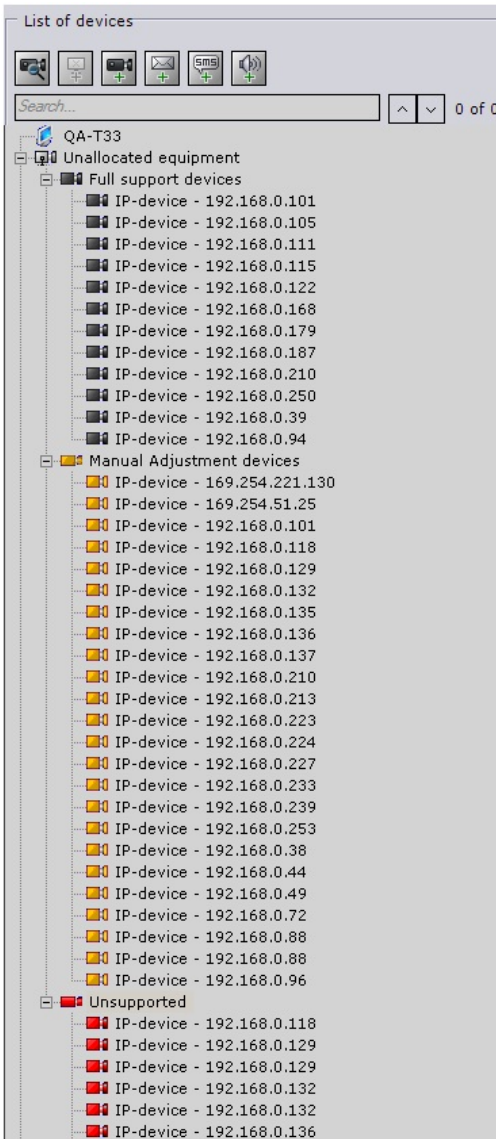 List of devices
sms
Search...
0 of 0
QA-T33
Unallocated equipment
Full support devices
IP-device - 192.168.0.101
IP-device - 192.168.0.105
IP-device - 192.168.0.111
IP-device - 192.168.0.115
IP-device - 192.168.0.122
IP-device - 192.168.0.168
IP-device - 192.168.0.179
IP-device - 192.168.0.187
IP-device - 192.168.0.210
IP-device - 192.168.0.250
IP-device - 192.168.0.39
IP-device - 192.168.0.94
Manual Adjustment devices
IP-device - 169.254.221.130
IP-device - 169.254.51.25
IP-device - 192.168.0.101
IP-device - 192.168.0.118
IP-device - 192.168.0.129
IP-device - 192.168.0.132
IP-device - 192.168.0.135
IP-device - 192.168.0.136
IP-device - 192.168.0.137
IP-device - 192.168.0.210
IP-device - 192.168.0.213
IP-device - 192.168.0.223
IP-device - 192.168.0.224
IP-device - 192.168.0.227
IP-device - 192.168.0.233
IP-device - 192.168.0.239
IP-device - 192.168.0.253
IP-device - 192.168.0.38
IP-device - 192.168.0.44
IP-device - 192.168.0.49
IP-device - 192.168.0.72
IP-device - 192.168.0.88
IP-device - 192.168.0.88
IP-device - 192.168.0.96
Unsupported
IP-device - 192.168.0.118
IP-device - 192.168.0.129
IP-device - 192.168.0.129
IP-device - 192.168.0.132
IP-device - 192.168.0.132
IP-device - 192.168.0.136